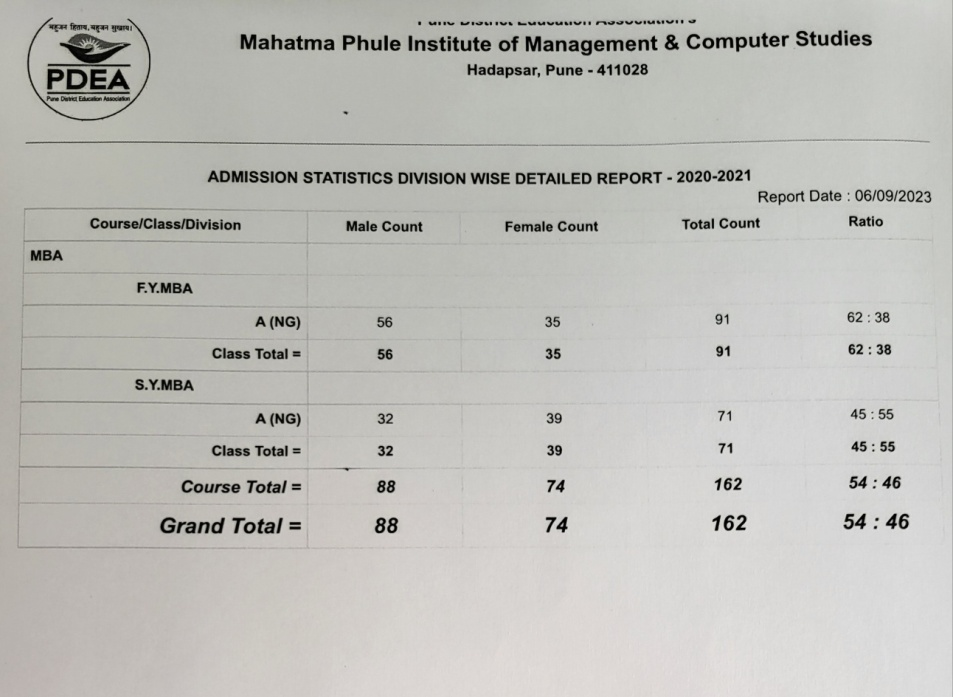 बहुजन हिताय, बहुजन सुखाय।
PDEA
Pune District Education Association
Pune District Education Association's
Mahatma Phule Institute of Management & Computer Studies
Hadapsar, Pune - 411028
ADMISSION STATISTICS DIVISION WISE DETAILED REPORT - 2020-2021
Report Date : 06/09/2023
Course/Class/Division Male Count Female Count Total Count Ratio
MBA
F.Y.MBA
A (NG) 56 35 91 62 : 38
Class Total = 56 35 91 62 : 38
S.Y.MBA
A (NG) 32 39 71 45 : 55
Class Total = 32 39 71 45 : 55
Course Total = 88 74 162 54 : 46
Grand Total = 88 74 162 54 : 46